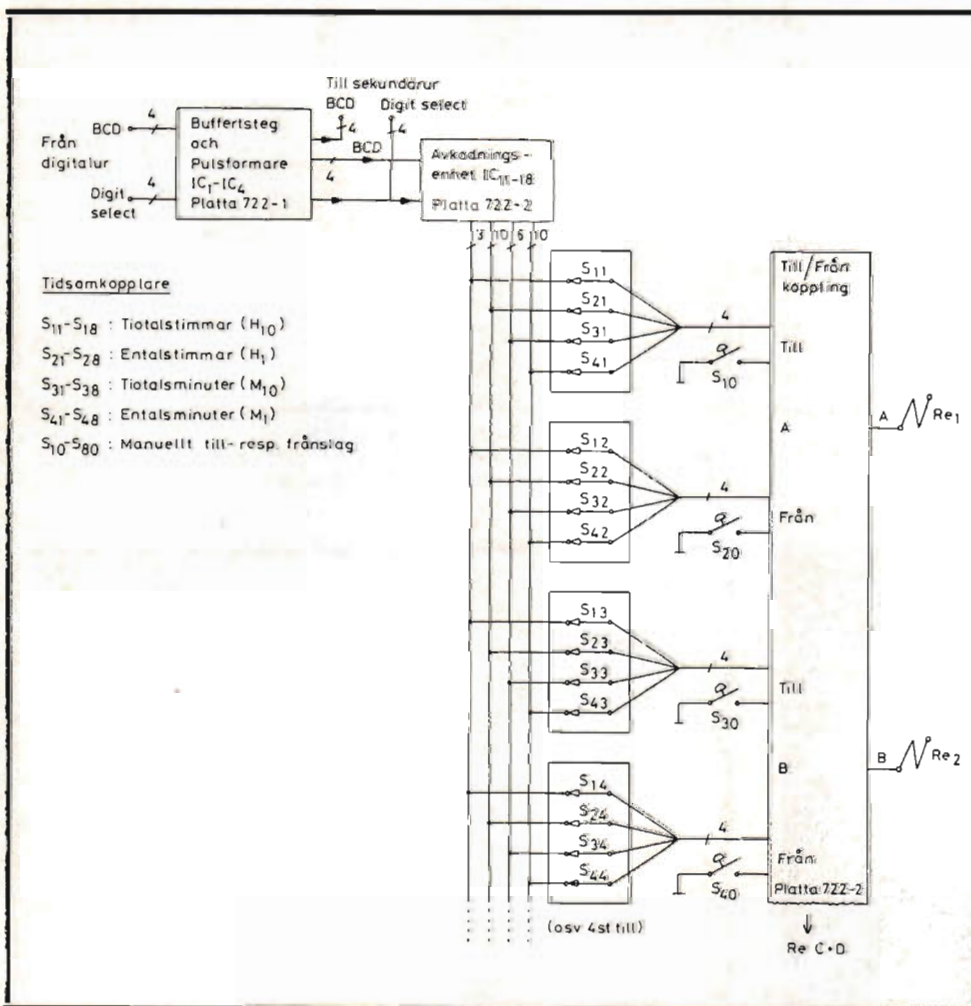 Till sekundärur
BCD Digit select
4 4
BCD 4
Från digitalur
Digit select 4
Buffertsteg
och
Pulsformare
IC1-IC4
Platta 722-1
BCD
4
Avkodnings-
enhet IC11-18
Platta 722-2
3 10 6 10
Tidsomkopplare
S11-S18 : Tiotalstimmar (H10)
S21-S28 : Entalstimmar (H1)
S31-S38 : Tiotalsminuter (M10)
S41-S48 : Entalsminuter (M1)
S10-S80 : Manuellt till- resp. frånslag
S11
S21
S31
S41
4
S10
S12
S22
S32
S42
4
S20
S13
S23
S33
S43
4
S30
S14
S24
S34
S44
4
S40
(osv 4st till)
Till/Från
koppling
Till
A
Från
Till
B
Från
Platta 722-2
A Re1
B Re2
Re C+D